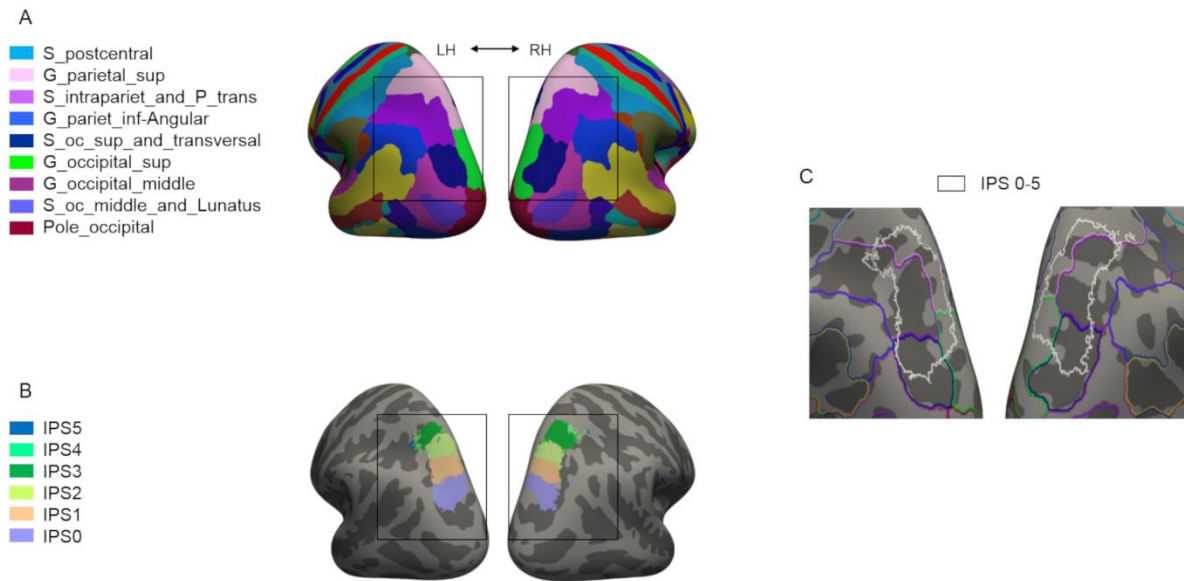 A
S_postcentral
G_parietal_sup
S_intrapariet_and_P_trans
G_pariet_inf-Angular
S_oc_sup_and_transversal
G_occipital_sup
G_occipital_middle
S_oc_middle_and_Lunatus
Pole_occipital
LH
RH
C
IPS 0-5
B
IPS5
IPS4
IPS3
IPS2
IPS1
IPS0